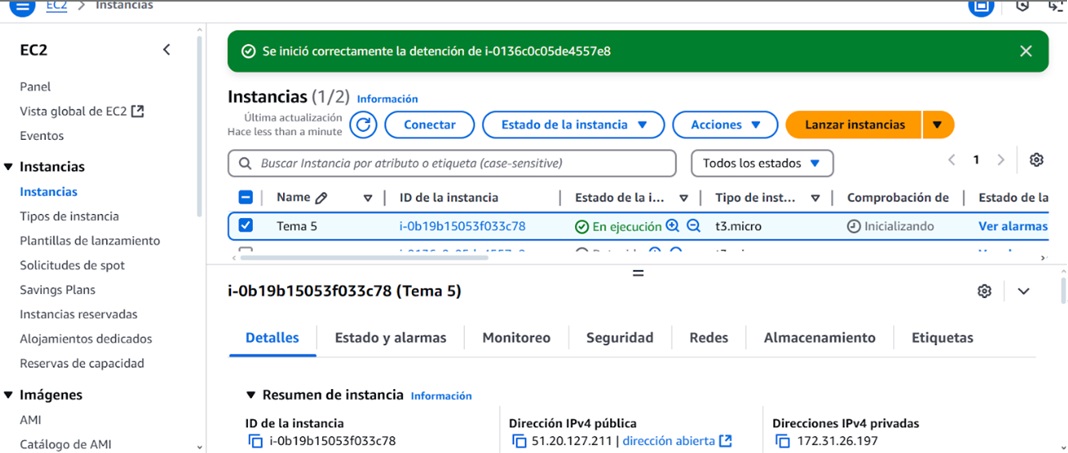 EC2 > Instancias
EC2
Panel
Vista global de EC2
Eventos
Instancias
Instancias
Tipos de instancia
Plantillas de lanzamiento
Solicitudes de spot
Savings Plans
Instancias reservadas
Alojamientos dedicados
Reservas de capacidad
Imágenes
AMI
Catálogo de AMI
Se inició correctamente la detención de i-0136c0c05de4557e8
Instancias (1/2) Información
Última actualización
Hace less than a minute
Conectar
Estado de la instancia
Acciones
Lanzar instancias
Buscar Instancia por atributo o etiqueta (case-sensitive)
Todos los estados
1
Name ID de la instancia Estado de la i... Tipo de inst... Comprobación de Estado de la
Tema 5 i-0b19b15053f033c78 En ejecución t3.micro Inicializando Ver alarmas
i-0b19b15053f033c78 (Tema 5)
Detalles Estado y alarmas Monitoreo Seguridad Redes Almacenamiento Etiquetas
Resumen de instancia Información
ID de la instancia
i-0b19b15053f033c78
Dirección IPv4 pública
51.20.127.211 | dirección abierta
Direcciones IPv4 privadas
172.31.26.197